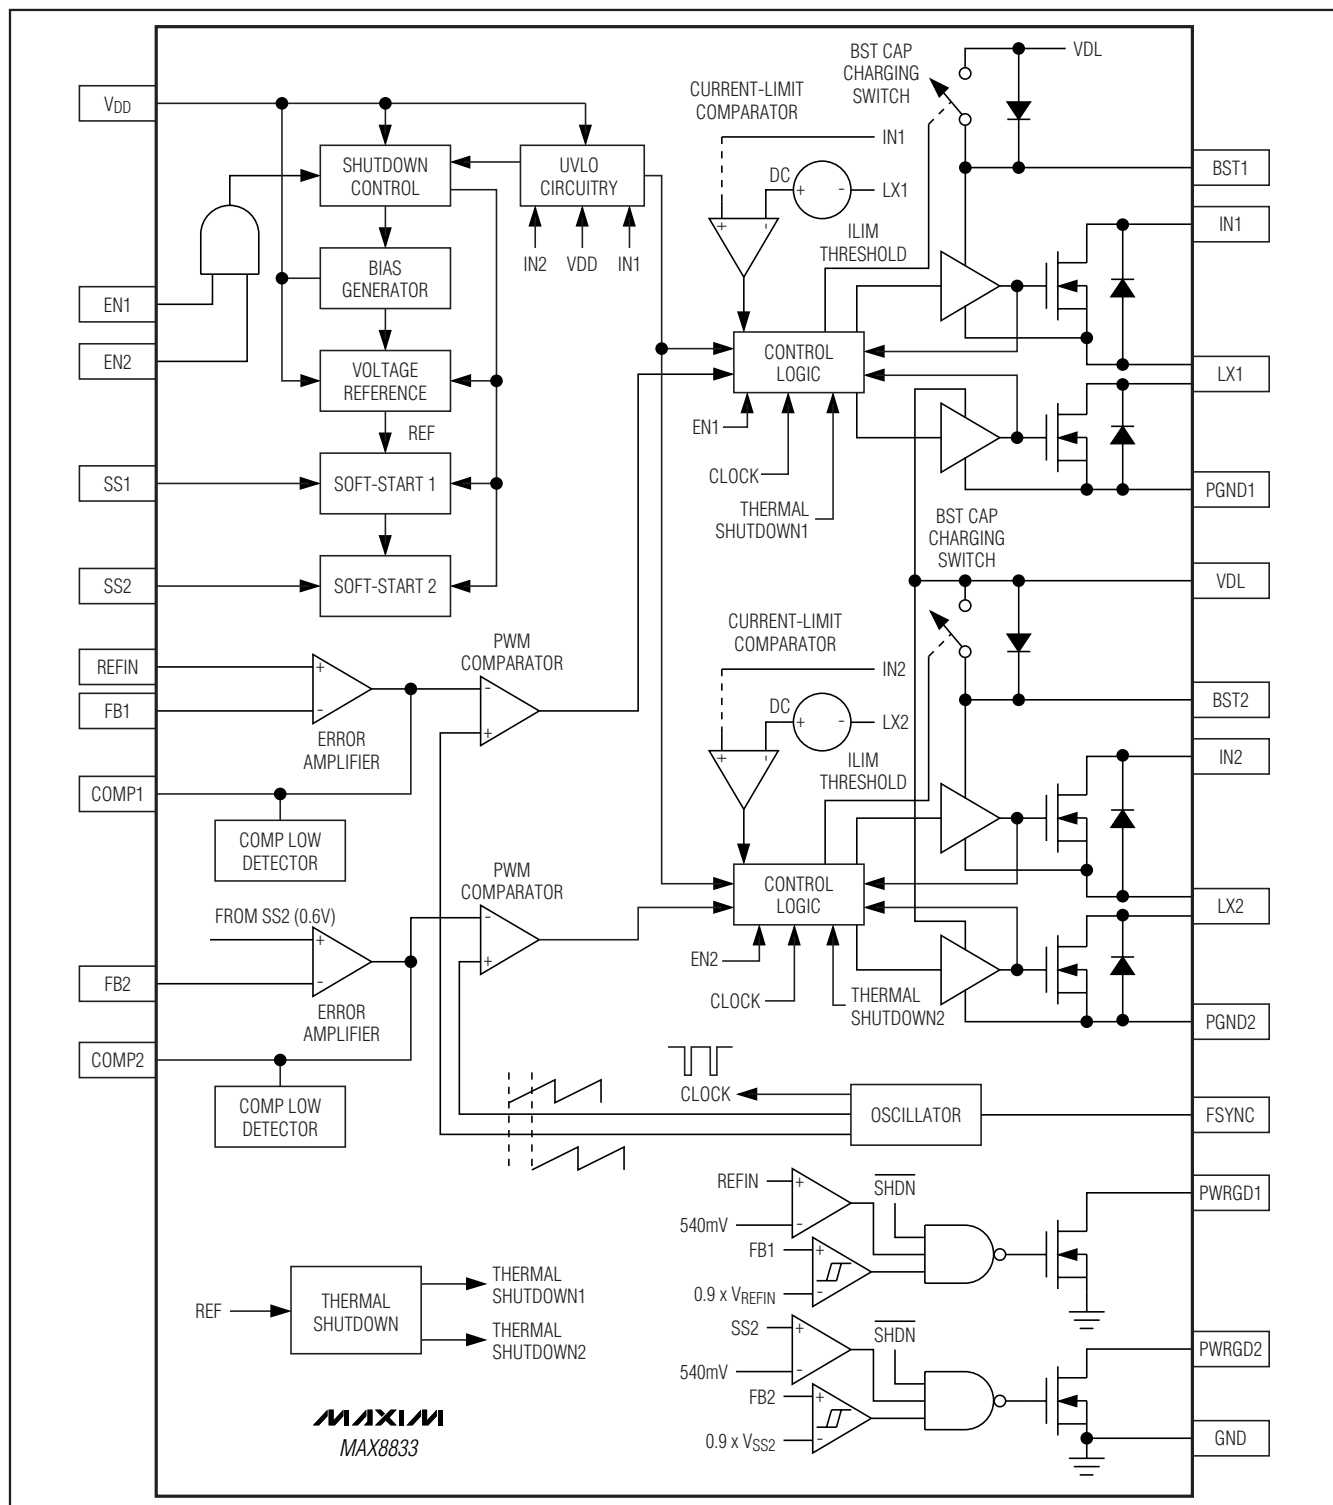 VDD
EN1
EN2
SS1
SS2
REFIN
FB1
COMP1
FB2
COMP2
SHUTDOWN
CONTROL
UVLO
CIRCUITRY
IN2
VDD
IN1
BIAS
GENERATOR
VOLTAGE
REFERENCE
REF
SOFT-START 1
SOFT-START 2
+
-
ERROR
AMPLIFIER
PWM
COMPARATOR
-
+
COMP LOW
DETECTOR
FROM SS2 (0.6V)
+
-
ERROR
AMPLIFIER
PWM
COMPARATOR
-
+
COMP LOW
DETECTOR
CURRENT-LIMIT
COMPARATOR
IN1
DC
+
-
LX1
+
-
ILIM
THRESHOLD
BST CAP
CHARGING
SWITCH
VDL
CONTROL
LOGIC
EN1
CLOCK
THERMAL
SHUTDOWN1
BST CAP
CHARGING
SWITCH
CURRENT-LIMIT
COMPARATOR
IN2
DC
+
-
LX2
+
-
ILIM
THRESHOLD
CONTROL
LOGIC
EN2
CLOCK
THERMAL
SHUTDOWN2
BST1
IN1
LX1
PGND1
VDL
BST2
IN2
LX2
PGND2
FSYNC
PWRGD1
PWRGD2
GND
CLOCK
OSCILLATOR
REFIN
+
540mV
-
SHDN
FB1
+
0.9 x VREFIN
-
SS2
+
540mV
-
SHDN
FB2
+
0.9 x VSS2
-
REF
THERMAL
SHUTDOWN
THERMAL
SHUTDOWN1
THERMAL
SHUTDOWN2
MAXIM
MAX8833